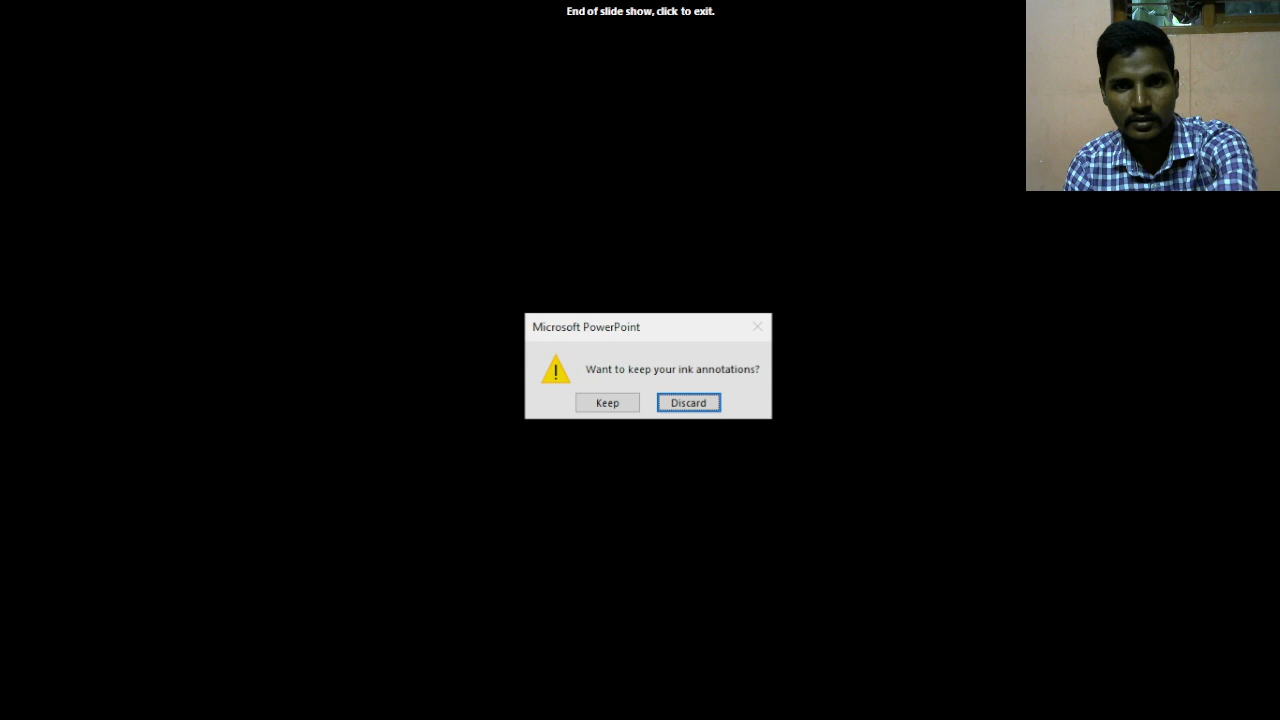 End of slide show, click to exit.
Microsoft PowerPoint
Want to keep your ink annotations?
Keep
Discard